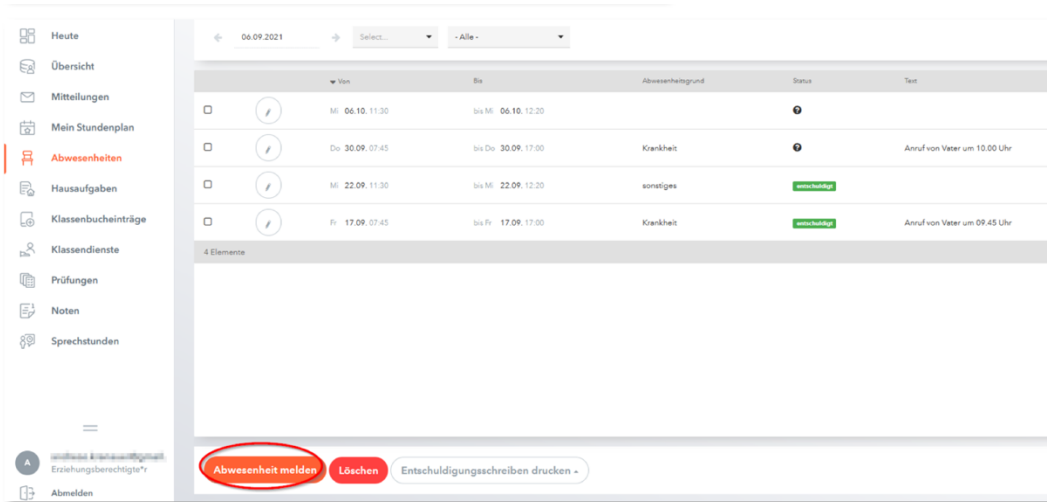 Heute
Übersicht
Mitteilungen
Mein Stundenplan
Abwesenheiten
Hausaufgaben
Klassenbucheinträge
Klassendienste
Prüfungen
Noten
Sprechstunden
A
Erziehungsberechtigte*r
Abmelden
06.09.2021 Select... - Alle -
Von Bis Abwesenheitsgrund Status Text
Mi 06.10. 11:30 bis Mi 06.10. 12:20
Do 30.09. 07:45 bis Do 30.09. 17:00 Krankheit Anruf von Vater um 10.00 Uhr
Mi 22.09. 11:30 bis Mi 22.09. 12:20 sonstiges entschuldigt
Fr 17.09. 07:45 bis Fr 17.09. 17:00 Krankheit entschuldigt Anruf von Vater um 09.45 Uhr
4 Elemente
Abwesenheit melden Löschen Entschuldigungsschreiben drucken